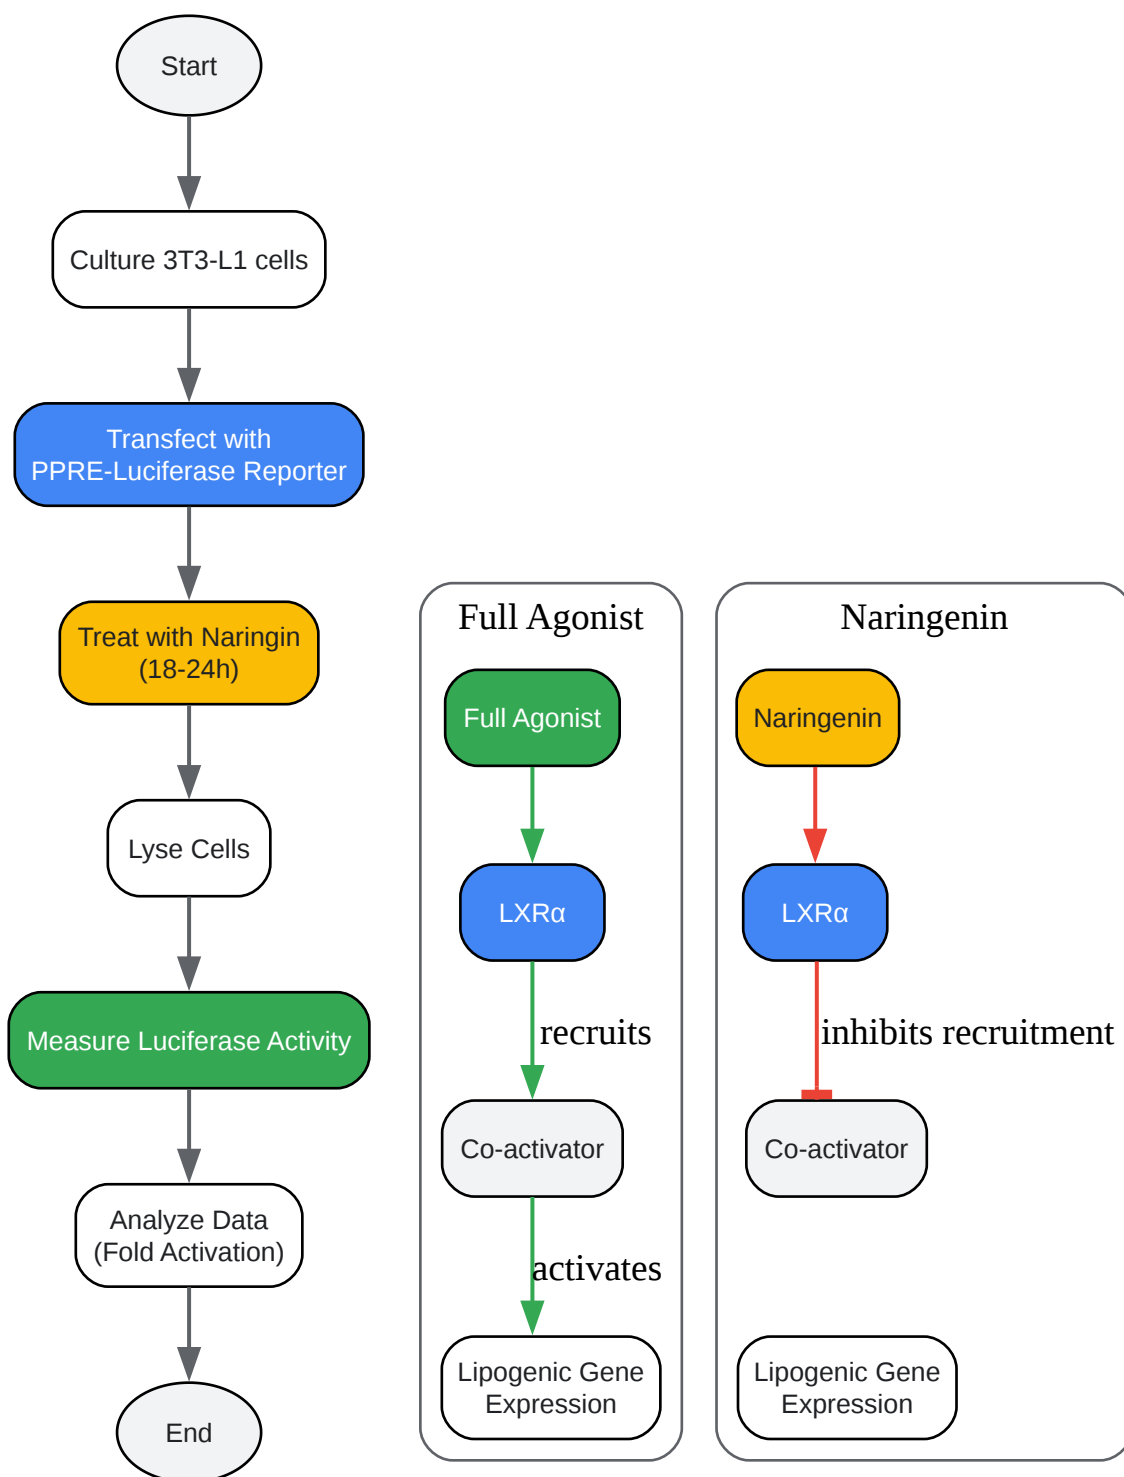 Start
Culture 3T3-L1 cells
Transfect with
PPRE-Luciferase Reporter
Treat with Naringin
(18-24h)
Lyse Cells
Measure Luciferase Activity
Analyze Data
(Fold Activation)
End
Full Agonist
Full Agonist
LXRα
recruits
Co-activator
activates
Lipogenic Gene
Expression
Naringenin
Naringenin
LXRα
inhibits recruitment
Co-activator
Lipogenic Gene
Expression